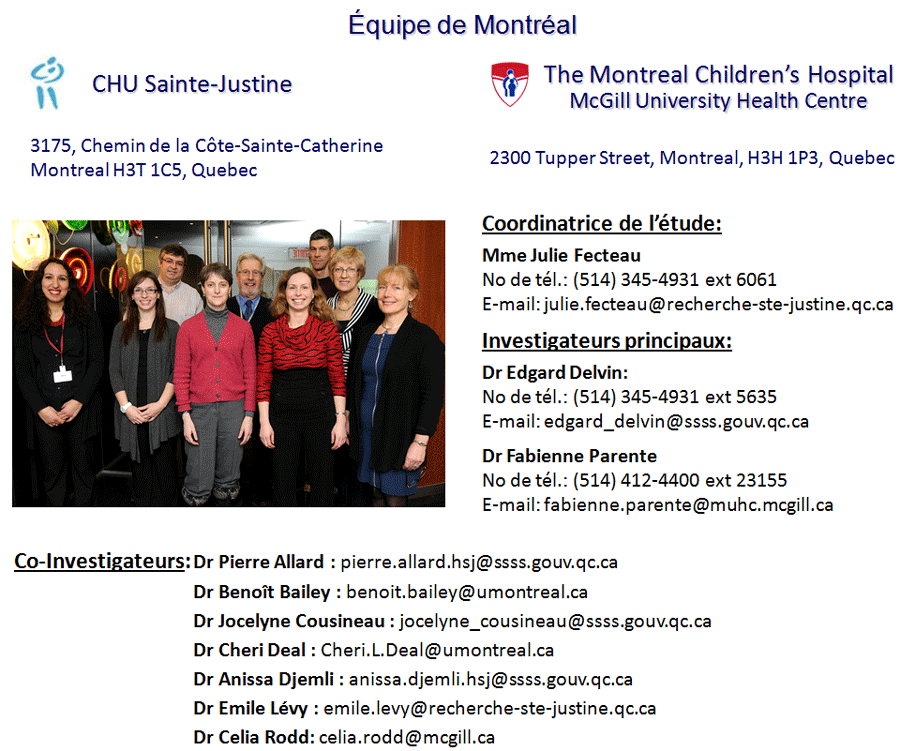 Équipe de Montréal
CHU Sainte-Justine
3175, Chemin de la Côte-Sainte-Catherine
Montreal H3T 1C5, Quebec
The Montreal Children’s Hospital
McGill University Health Centre
2300 Tupper Street, Montreal, H3H 1P3, Quebec
Coordinatrice de l’étude:
Mme Julie Fecteau
No de tél.: (514) 345-4931 ext 6061
E-mail: julie.fecteau@recherche-ste-justine.qc.ca
Investigateurs principaux:
Dr Edgard Delvin:
No de tél.: (514) 345-4931 ext 5635
E-mail: edgard_delvin@ssss.gouv.qc.ca
Dr Fabienne Parente
No de tél.: (514) 412-4400 ext 23155
E-mail: fabienne.parente@muhc.mcgill.ca
Co-Investigateurs: Dr Pierre Allard : pierre.allard.hsj@ssss.gouv.qc.ca
Dr Benoît Bailey : benoit.bailey@umontreal.ca
Dr Jocelyne Cousineau : jocelyne_cousineau@ssss.gouv.qc.ca
Dr Cheri Deal : Cheri.L.Deal@umontreal.ca
Dr Anissa Djemli : anissa.djemli.hsj@ssss.gouv.qc.ca
Dr Emile Lévy : emile.levy@recherche-ste-justine.qc.ca
Dr Celia Rodd: celia.rodd@mcgill.ca